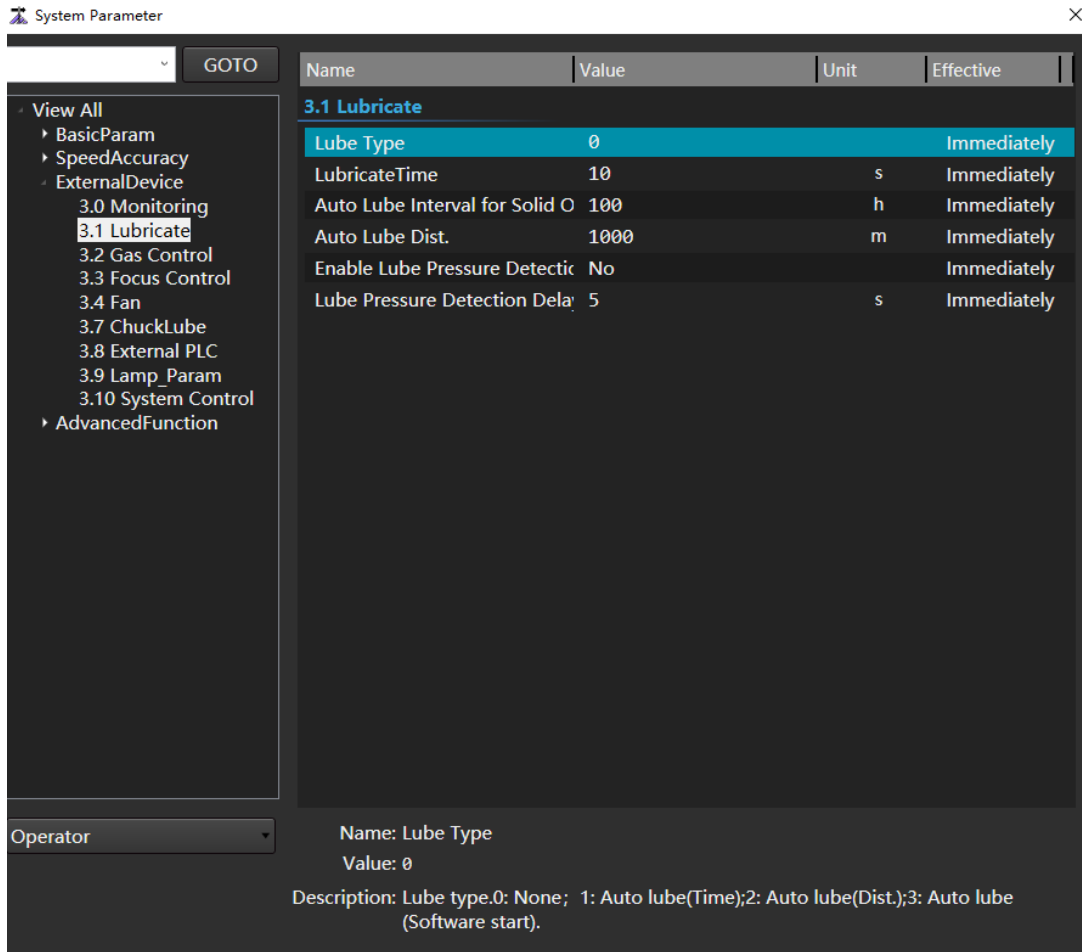 System Parameter
GOTO
View All
BasicParam
SpeedAccuracy
ExternalDevice
3.0 Monitoring
3.1 Lubricate
3.2 Gas Control
3.3 Focus Control
3.4 Fan
3.7 ChuckLube
3.8 External PLC
3.9 Lamp_Param
3.10 System Control
AdvancedFunction
Operator
Name Value Unit Effective
3.1 Lubricate
Lube Type 0 Immediately
LubricateTime 10 s Immediately
Auto Lube Interval for Solid O 100 h Immediately
Auto Lube Dist. 1000 m Immediately
Enable Lube Pressure Detectic No Immediately
Lube Pressure Detection Dela 5 s Immediately
Name: Lube Type
Value: 0
Description: Lube type.0: None；1: Auto lube(Time);2: Auto lube(Dist.);3: Auto lube
(Software start).